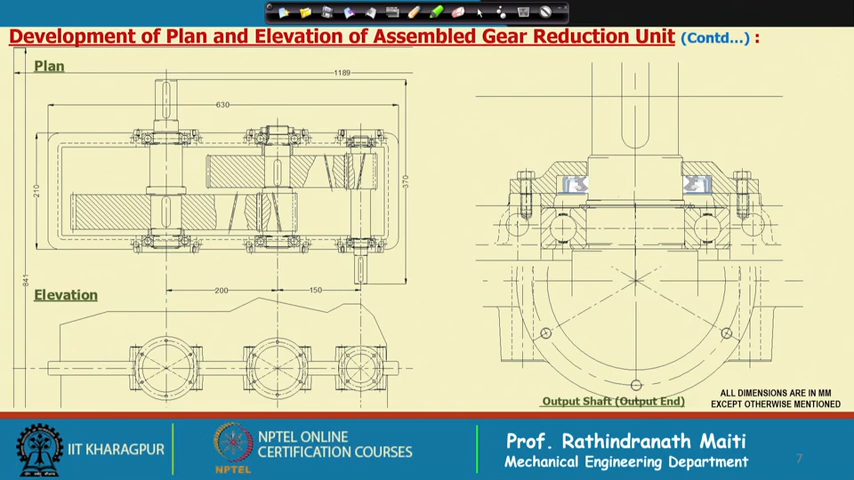 Development of Plan and Elevation of Assembled Gear Reduction Unit (Contd...) :
Plan
1189
630
210
370
841
200
150
Elevation
Output Shaft (Output End)
ALL DIMENSIONS ARE IN MM
EXCEPT OTHERWISE MENTIONED
IIT KHARAGPUR
NPTEL
NPTEL ONLINE
CERTIFICATION COURSES
Prof. Rathindranath Maiti
Mechanical Engineering Department
7